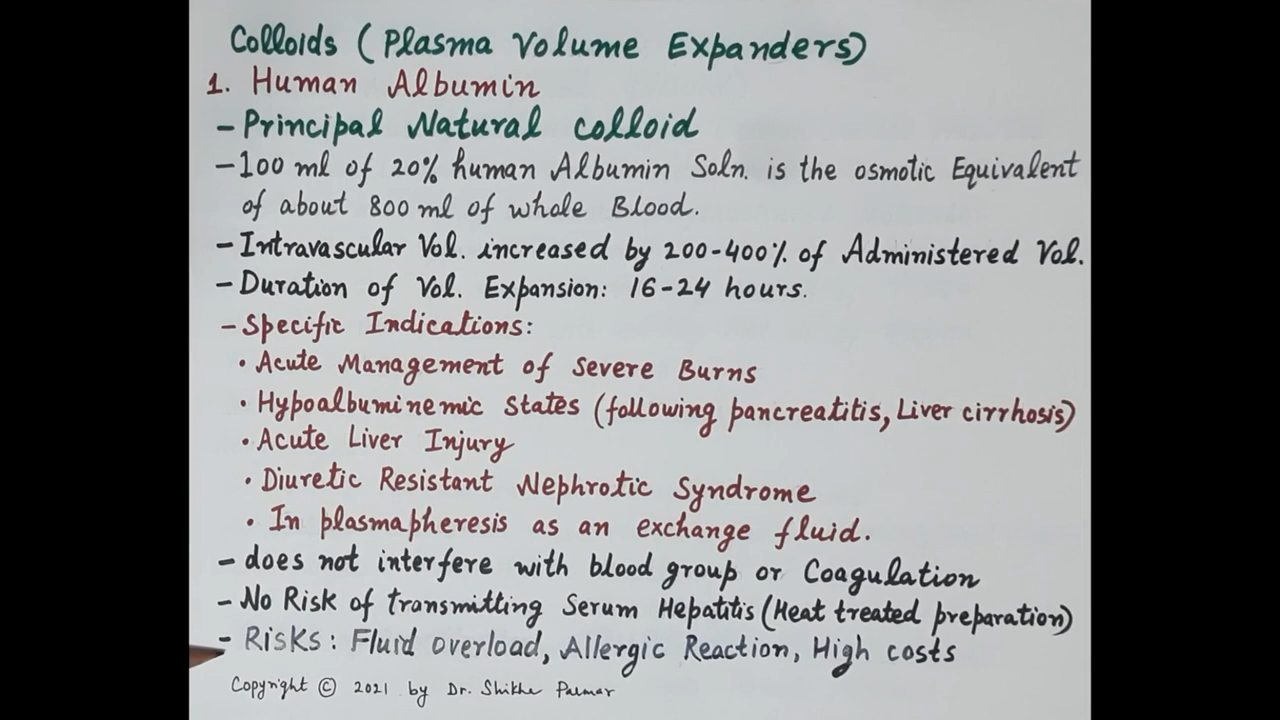 Colloids (Plasma Volume Expanders)
1. Human Albumin
- Principal Natural colloid
- 100 ml of 20% human Albumin Soln. is the osmotic Equivalent
of about 800 ml of whole Blood.
- Intravascular Vol. increased by 200-400% of Administered Vol.
- Duration of Vol. Expansion: 16-24 hours.
- Specific Indications:
• Acute Management of Severe Burns
• Hypoalbuminemic States (following pancreatitis, Liver cirrhosis)
• Acute Liver Injury
• Diuretic Resistant Nephrotic Syndrome
• In plasmapheresis as an exchange fluid.
- does not interfere with blood group or Coagulation
- No Risk of transmitting Serum Hepatitis (Heat treated preparation)
- Risks: Fluid overload, Allergic Reaction, High costs
Copyright © 2021 by Dr. Shikha Parmar